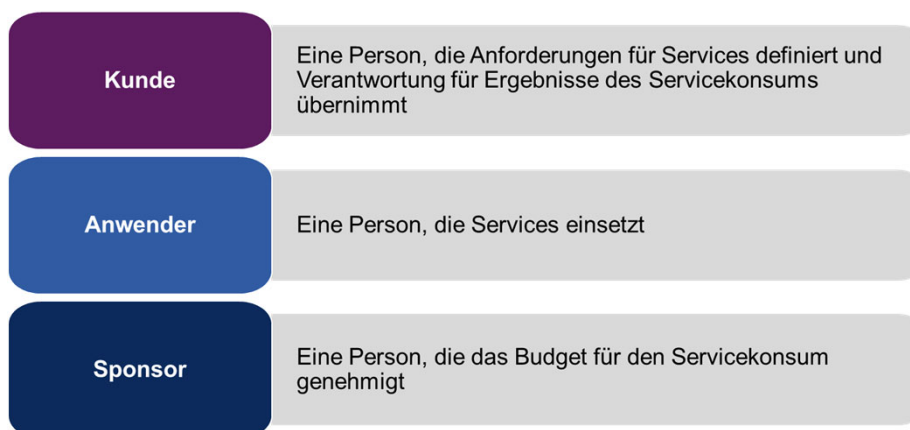 Kunde
Eine Person, die Anforderungen für Services definiert und
Verantwortung für Ergebnisse des Servicekonsums
übernimmt
Anwender
Eine Person, die Services einsetzt
Sponsor
Eine Person, die das Budget für den Servicekonsum
genehmigt